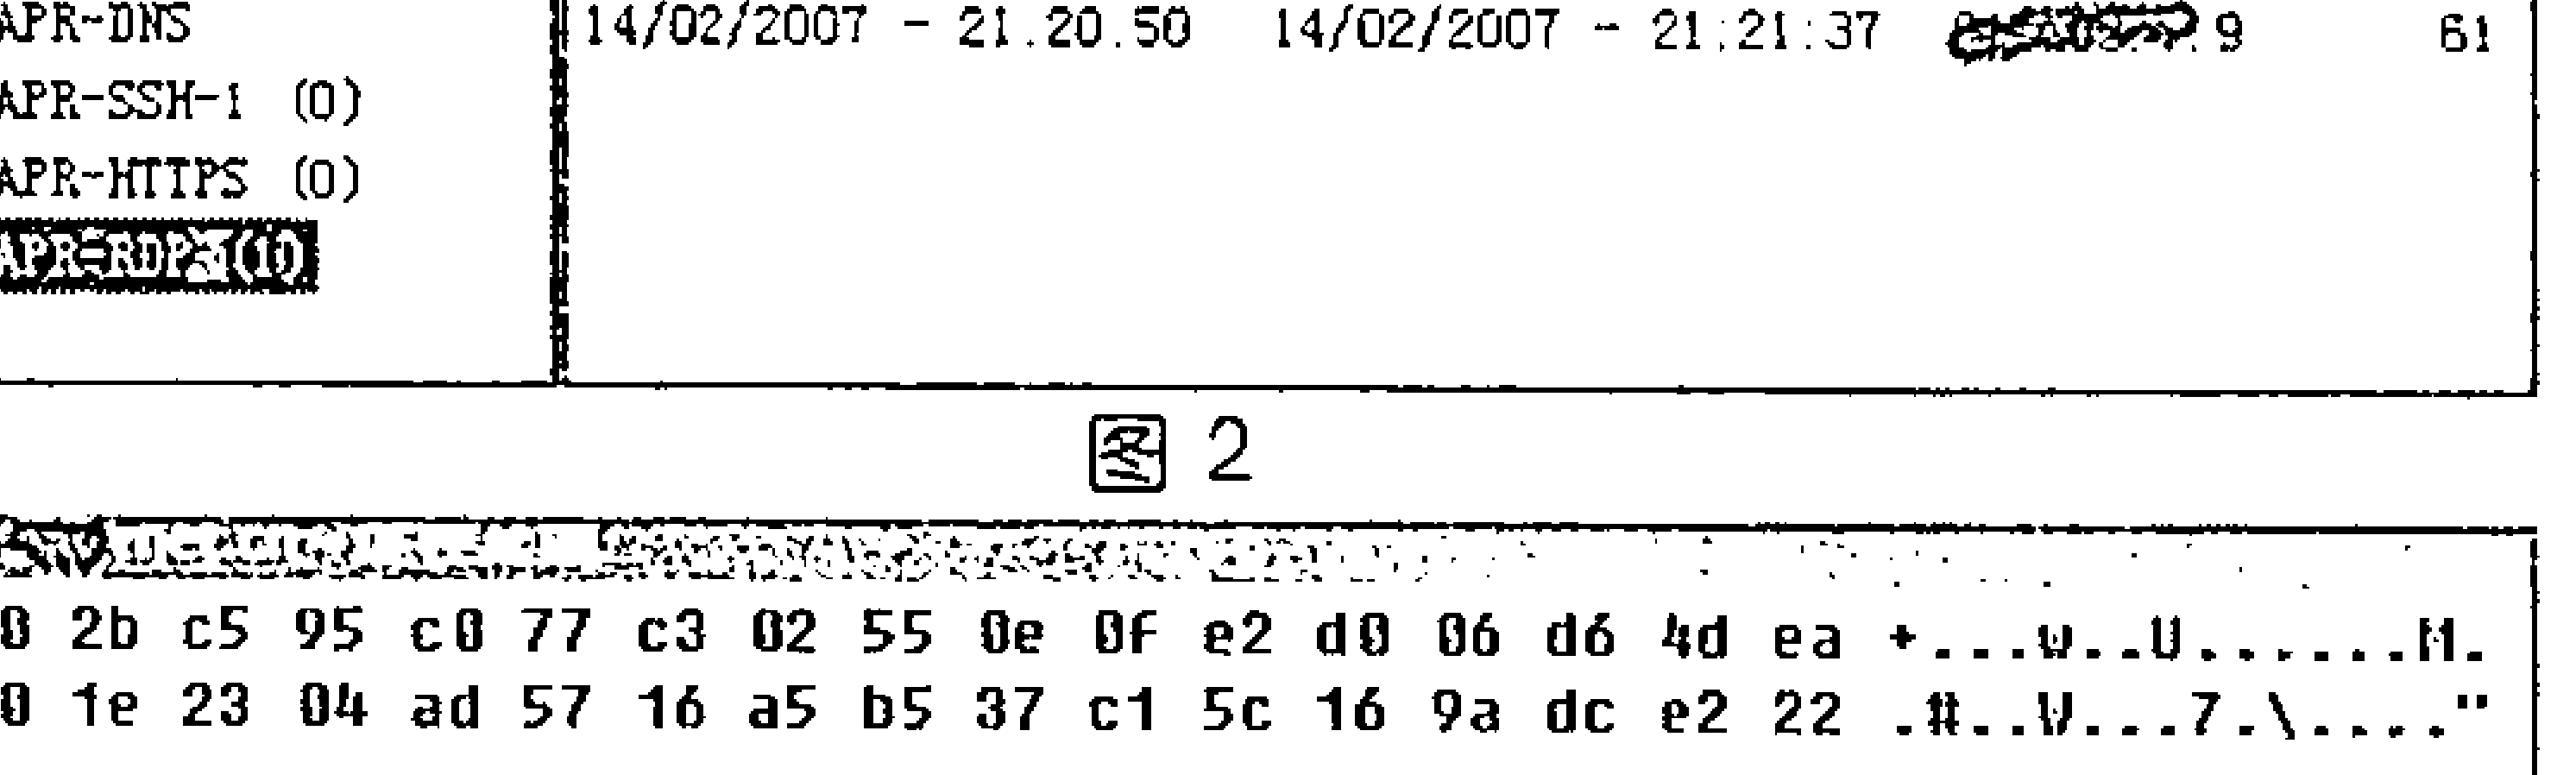 APR-DNS 14/02/2007 - 21.20.50 14/02/2007 - 21:21:37 .9 61
APR-SSH-1 (0)
APR-HTTPS (0)
APR-RDP (1)
图 2
0 2b c5 95 c0 77 c3 02 55 0e 0f e2 d0 06 d6 4d ea +...w..U......M.
0 1e 23 04 ad 57 16 a5 b5 37 c1 5c 16 9a dc e2 22 .#..W...7.\...."